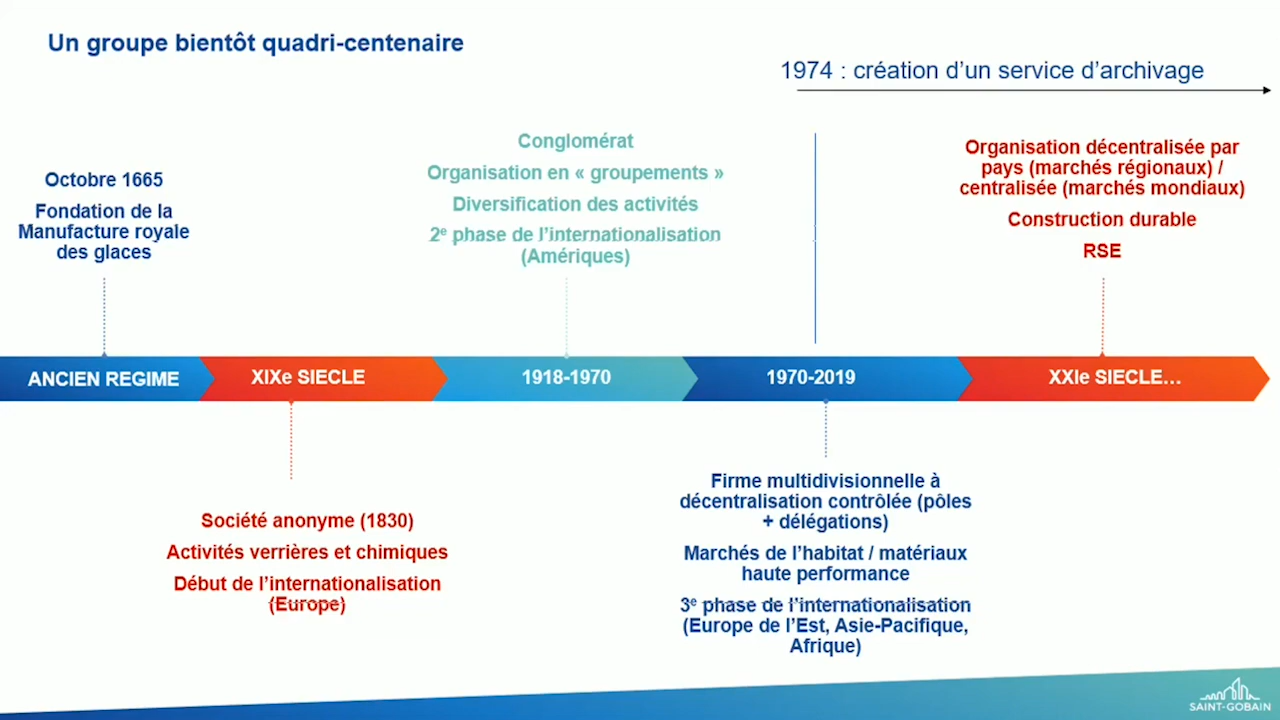 Un groupe bientôt quadri-centenaire
1974 : création d’un service d’archivage
Octobre 1665
Fondation de la
Manufacture royale
des glaces
Conglomérat
Organisation en « groupements »
Diversification des activités
2e phase de l’internationalisation
(Amériques)
Organisation décentralisée par
pays (marchés régionaux) /
centralisée (marchés mondiaux)
Construction durable
RSE
ANCIEN REGIME
XIXe SIECLE
1918-1970
1970-2019
XXIe SIECLE…
Société anonyme (1830)
Activités verrières et chimiques
Début de l’internationalisation
(Europe)
Firme multidivisionnelle à
décentralisation contrôlée (pôles
+ délégations)
Marchés de l’habitat / matériaux
haute performance
3e phase de l’internationalisation
(Europe de l’Est, Asie-Pacifique,
Afrique)
SAINT-GOBAIN